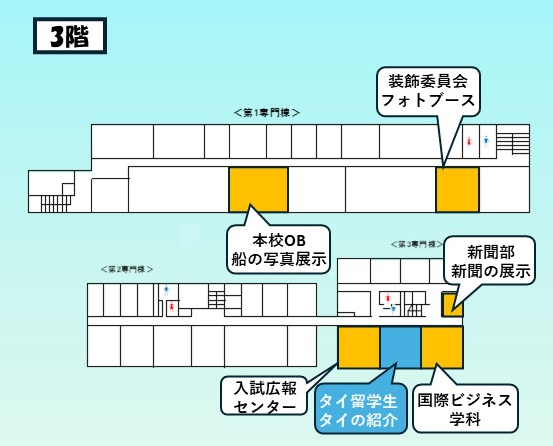 3階
装飾委員会
フォトブース
＜第1専門棟＞
本校OB
船の写真展示
＜第3専門棟＞
新聞部
新聞の展示
＜第2専門棟＞
入試広報
センター
タイ留学生
タイの紹介
国際ビジネス
学科